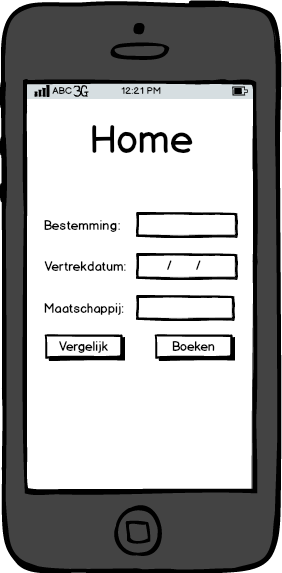 ABC 3G 12:21 PM
Home
Bestemming:
Vertrekdatum: / /
Maatschappij:
Vergelijk Boeken